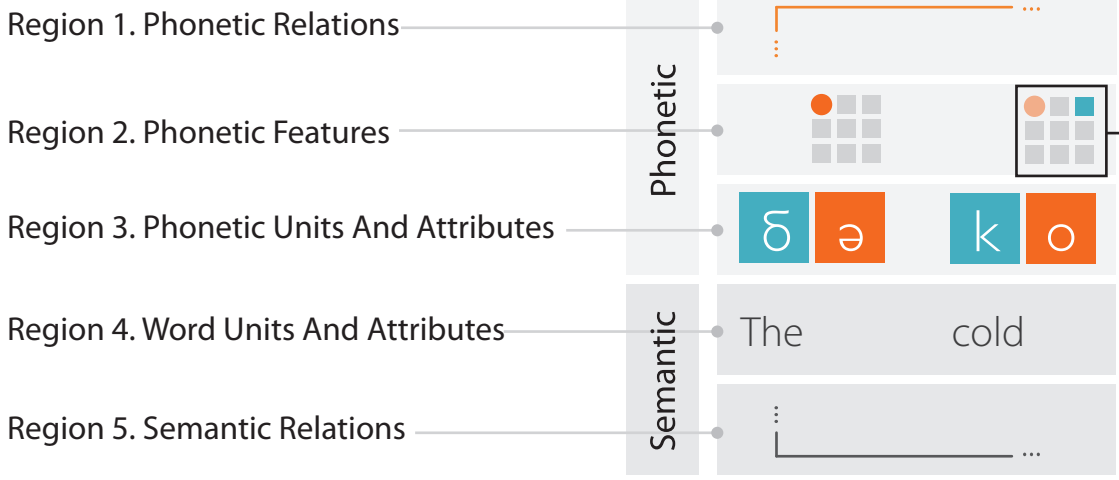 Region 1. Phonetic Relations
Region 2. Phonetic Features
Region 3. Phonetic Units And Attributes
Region 4. Word Units And Attributes
Region 5. Semantic Relations
Phonetic
Semantic
...
⋮
δ ə k o
The cold
⋮
...